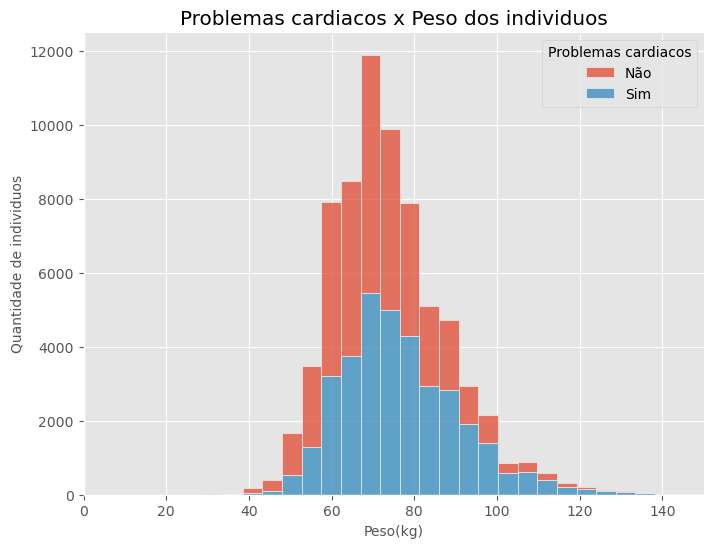 Problemas cardiacos x Peso dos individuos
Problemas cardiacos
Não
Sim
Quantidade de individuos
12000
10000
8000
6000
4000
2000
0
0 20 40 60 80 100 120 140
Peso(kg)